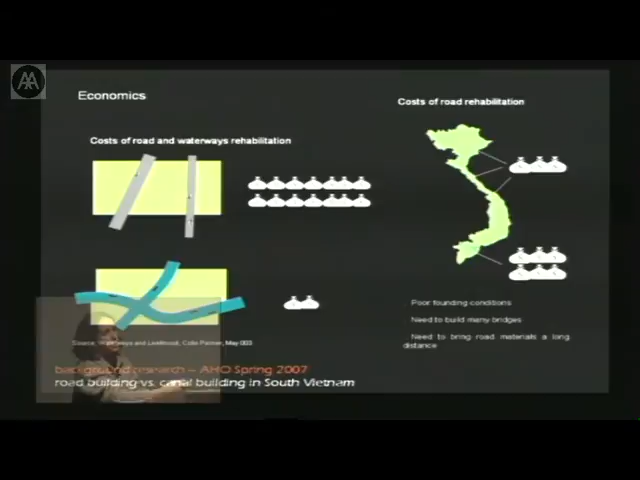 AA
Economics
Costs of road rehabilitation
Costs of road and waterways rehabilitation
Poor founding conditions
Need to build many bridges
Need to bring road materials a long
distance
Source: Waterways and Livelihood, Colin Palmer, May 003
background research – AHO Spring 2007
road building vs. canal building in South Vietnam